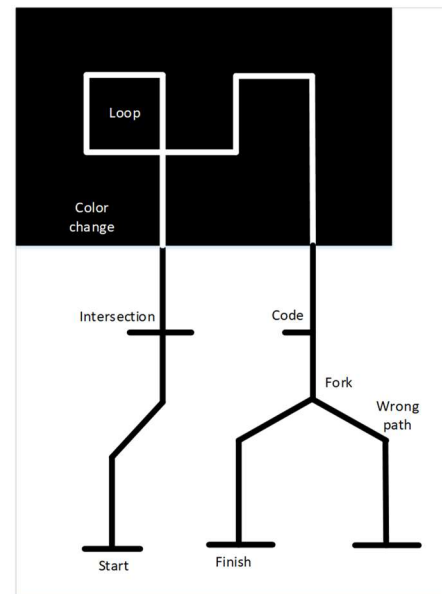 Loop
Color
change
Intersection
Code
Fork
Wrong
path
Start
Finish